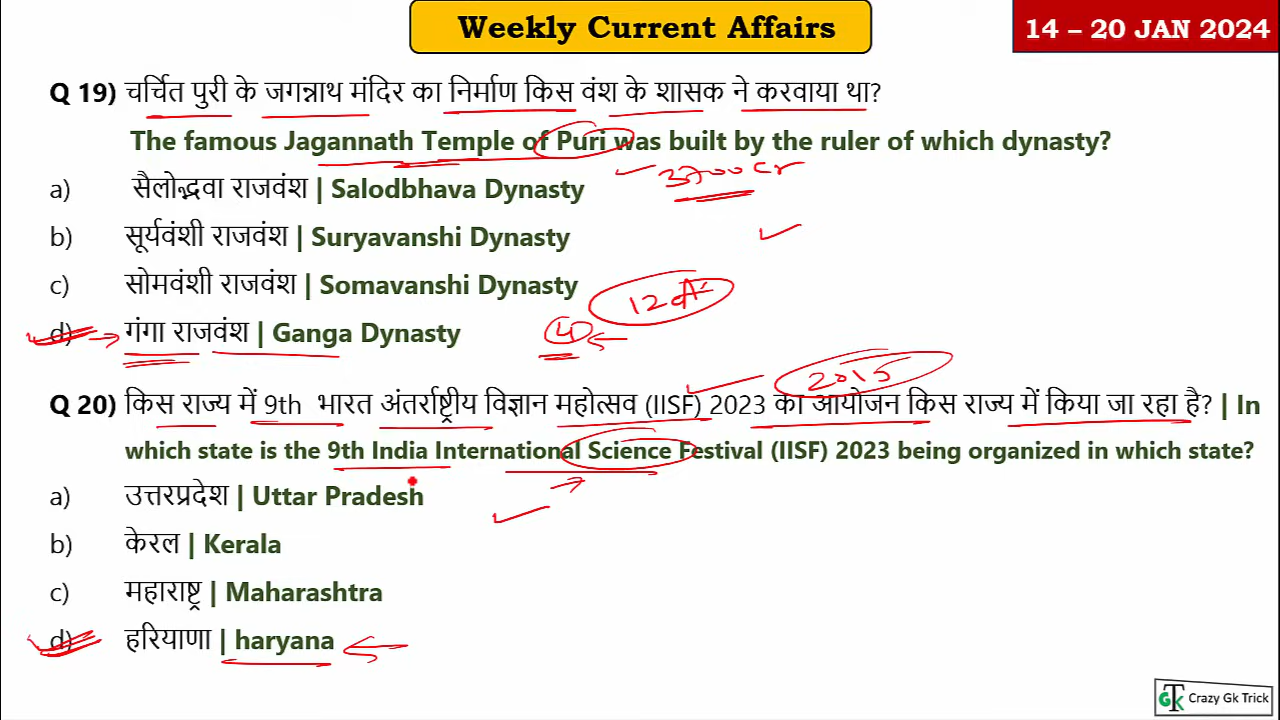 Weekly Current Affairs
14 – 20 JAN 2024
Q 19) चर्चित पुरी के जगन्नाथ मंदिर का निर्माण किस वंश के शासक ने करवाया था?
The famous Jagannath Temple of Puri was built by the ruler of which dynasty?
3700 cr
a) सैलोद्भवा राजवंश | Salodbhava Dynasty
b) सूर्यवंशी राजवंश | Suryavanshi Dynasty
c) सोमवंशी राजवंश | Somavanshi Dynasty
d) गंगा राजवंश | Ganga Dynasty
2015
Q 20) किस राज्य में 9th भारत अंतर्राष्ट्रीय विज्ञान महोत्सव (IISF) 2023 का आयोजन किस राज्य में किया जा रहा है? | In
which state is the 9th India International Science Festival (IISF) 2023 being organized in which state?
a) उत्तरप्रदेश | Uttar Pradesh
b) केरल | Kerala
c) महाराष्ट्र | Maharashtra
d) हरियाणा | haryana
GTK Crazy Gk Trick